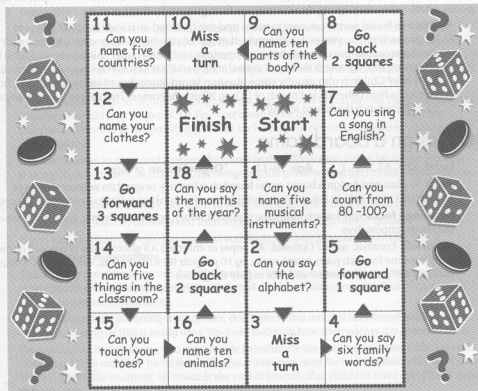 11
Can you
name five
countries?
10
Miss
a
turn
9
Can you
name ten
parts of the
body?
8
Go
back
2 squares
12
Can you
name your
clothes?
Finish
Start
7
Can you sing
a song in
English?
13
Go
forward
3 squares
18
Can you say
the months
of the year?
1
Can you
name five
musical
instruments?
6
Can you
count from
80 -100?
14
Can you
name five
things in the
classroom?
17
Go
back
2 squares
2
Can you say
the
alphabet?
5
Go
forward
1 square
15
Can you
touch your
toes?
16
Can you
name ten
animals?
3
Miss
a
turn
4
Can you say
six family
words?
?
?
?
?